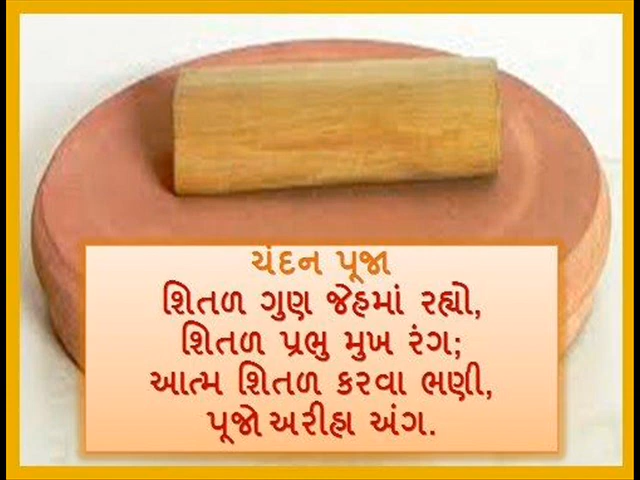 ચંદન પૂજા
શિતળ ગુણ જેહમાં રહ્યો,
શિતળ પ્રભુ મુખ રંગ;
આત્મ શિતળ કરવા ભણી,
પૂજો અરીહા અંગ.